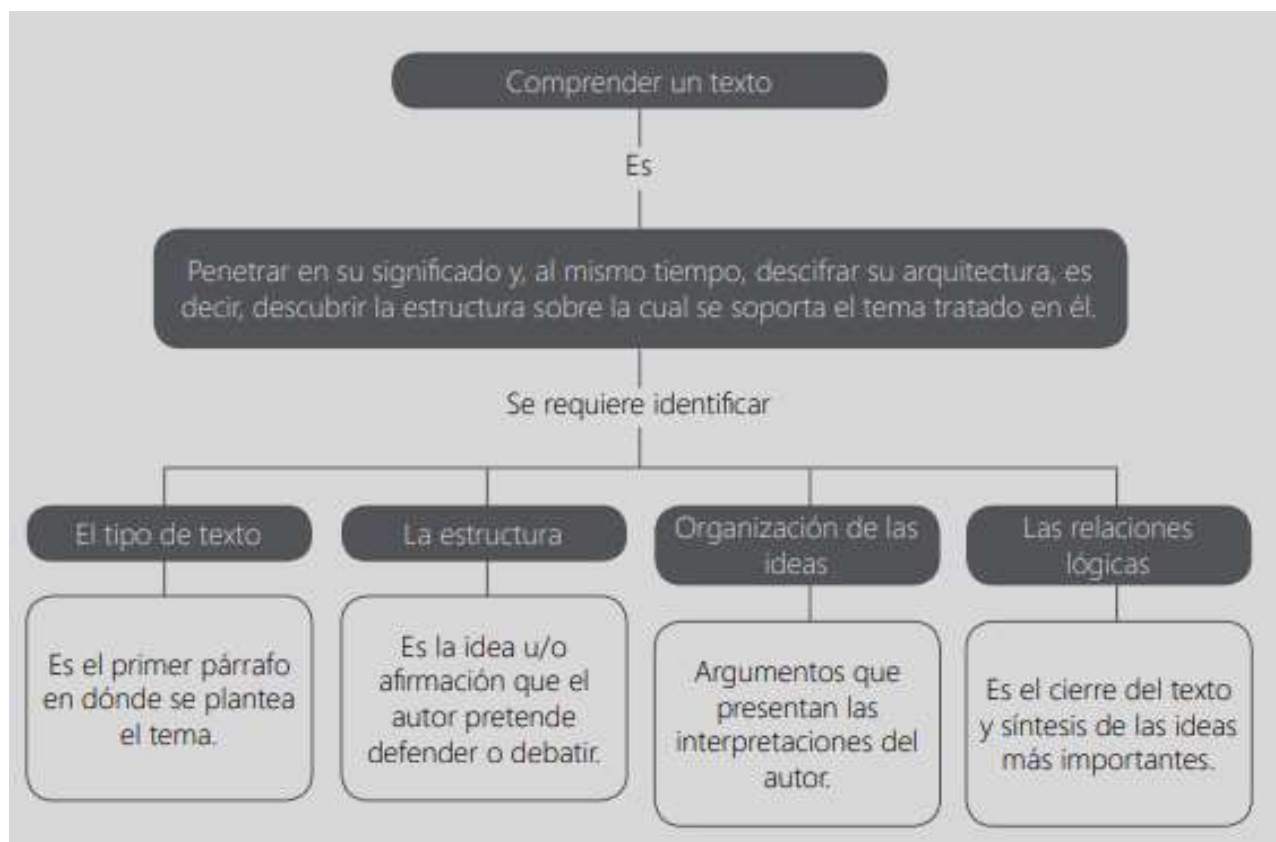 Comprender un texto
Es
Penetrar en su significado y, al mismo tiempo, descifrar su arquitectura, es
decir, descubrir la estructura sobre la cual se soporta el tema tratado en él.
Se requiere identificar
El tipo de texto
Es el primer párrafo
en dónde se plantea
el tema.
La estructura
Es la idea u/o
afirmación que el
autor pretende
defender o debatir.
Organización de las
ideas
Argumentos que
presentan las
interpretaciones del
autor.
Las relaciones
lógicas
Es el cierre del texto
y síntesis de las ideas
más importantes.